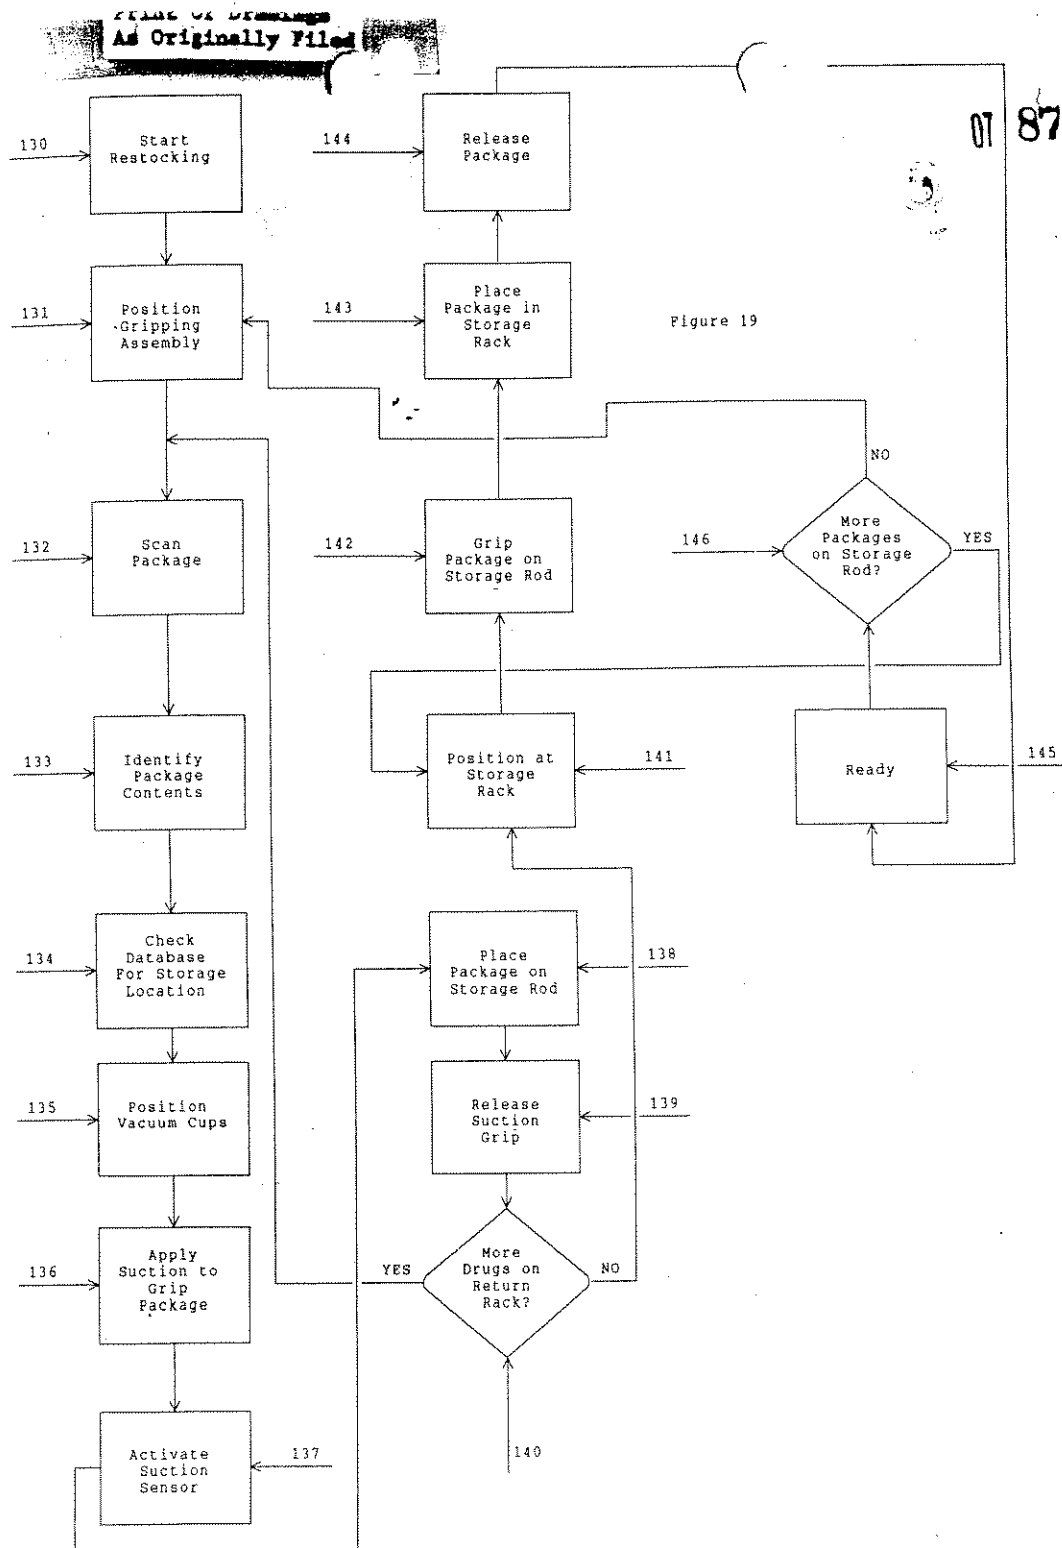 Print Of Drawings
As Originally Filed
07 87
130
Start
Restocking
144
Release
Package
131
Position
Gripping
Assembly
143
Place
Package in
Storage
Rack
Figure 19
NO
132
Scan
Package
142
Grip
Package on
Storage Rod
146
More
Packages
on Storage
Rod?
YES
133
Identify
Package
Contents
Position at
Storage
Rack
141
Ready
145
134
Check
Database
For Storage
Location
Place
Package on
Storage Rod
138
135
Position
Vacuum Cups
Release
Suction
Grip
139
136
Apply
Suction to
Grip
Package
YES
More
Drugs on
Return
Rack?
NO
Activate
Suction
Sensor
137
140